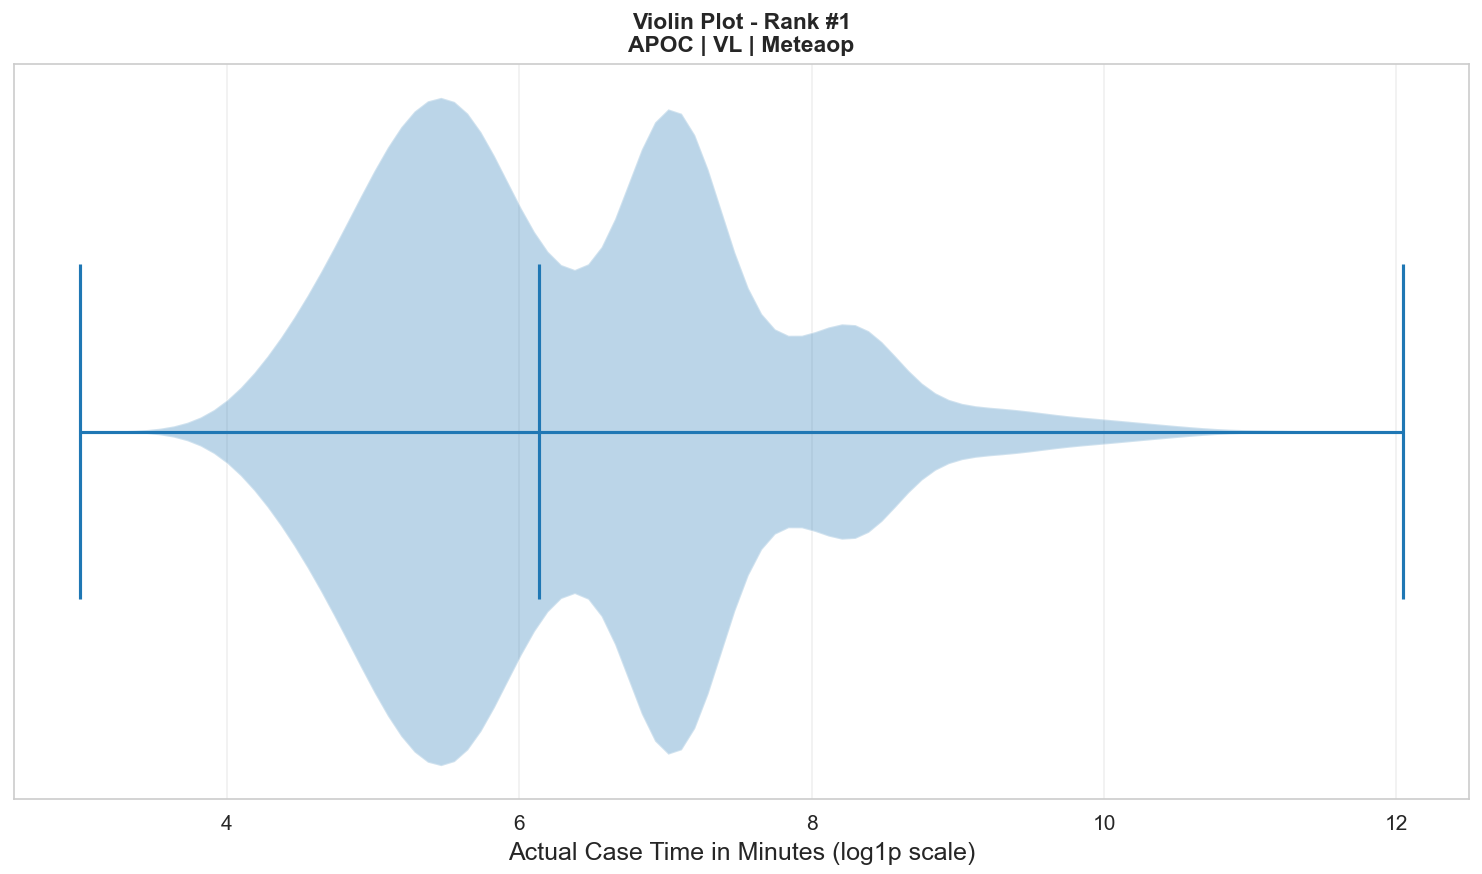 Violin Plot - Rank #1
APOC | VL | Meteaop
4 6 8 10 12
Actual Case Time in Minutes (log1p scale)